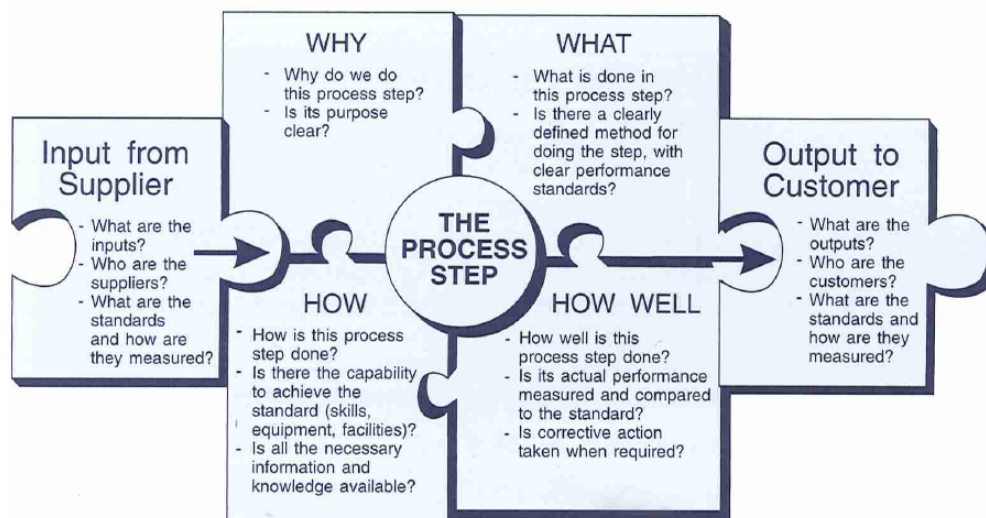 Input from
Supplier
- What are the
inputs?
- Who are the
suppliers?
- What are the
standards
and how are
they measured?
WHY
- Why do we do
this process step?
- Is its purpose
clear?
WHAT
- What is done in
this process step?
- Is there a clearly
defined method for
doing the step, with
clear performance
standards?
THE
PROCESS
STEP
HOW
- How is this process
step done?
- Is there the capability
to achieve the
standard (skills,
equipment, facilities)?
- Is all the necessary
information and
knowledge available?
HOW WELL
- How well is this
process step done?
- Is its actual performance
measured and compared
to the standard?
- Is corrective action
taken when required?
Output to
Customer
- What are the
outputs?
- Who are the
customers?
- What are the
standards and
how are they
measured?